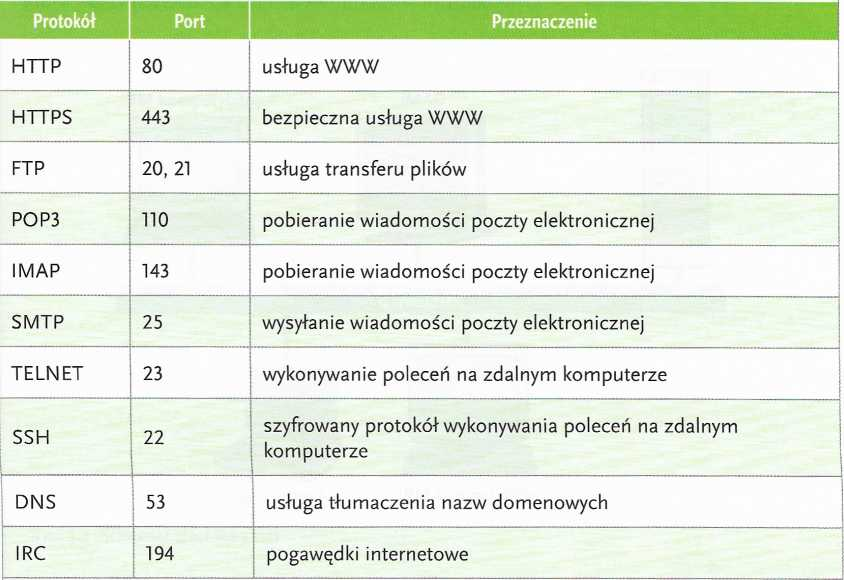 Protokół Port Przeznaczenie
HTTP 80 usługa WWW
HTTPS 443 bezpieczna usługa WWW
FTP 20, 21 usługa transferu plików
POP3 110 pobieranie wiadomości poczty elektronicznej
IMAP 143 pobieranie wiadomości poczty elektronicznej
SMTP 25 wysyłanie wiadomości poczty elektronicznej
TELNET 23 wykonywanie poleceń na zdalnym komputerze
SSH 22 szyfrowany protokół wykonywania poleceń na zdalnym
komputerze
DNS 53 usługa tłumaczenia nazw domenowych
IRC 194 pogawędki internetowe